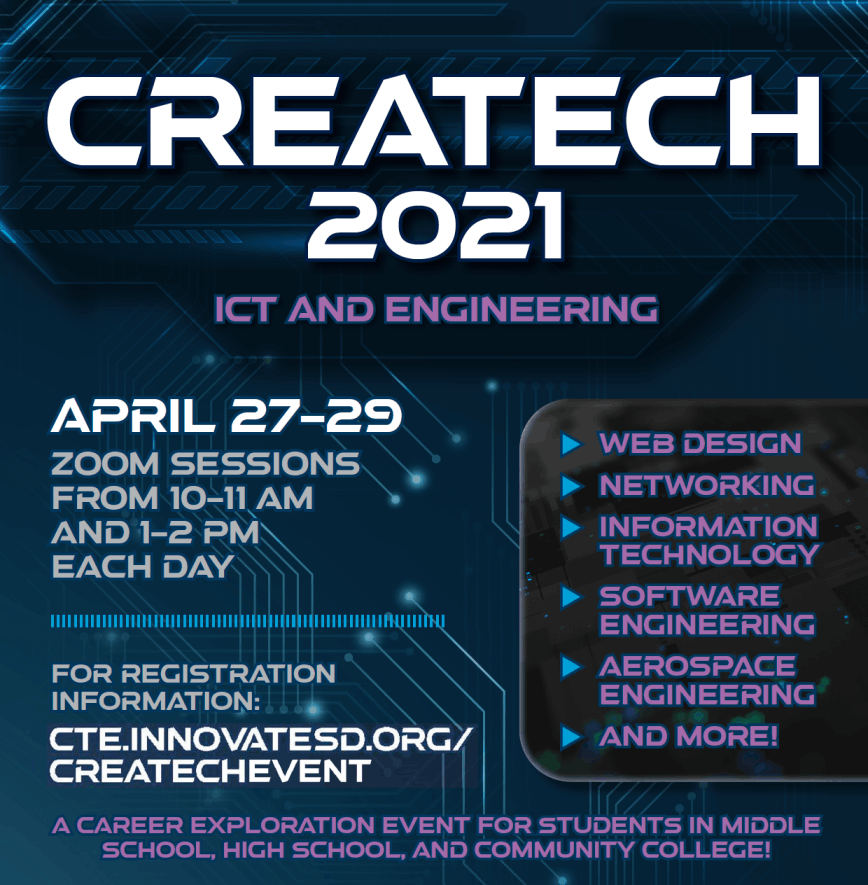 CREATECH
2021
ICT AND ENGINEERING
APRIL 27–29
ZOOM SESSIONS
FROM 10–11 AM
AND 1–2 PM
EACH DAY
FOR REGISTRATION
INFORMATION:
CTE.INNOVATESD.ORG/
CREATECHEVENT
WEB DESIGN
NETWORKING
INFORMATION
TECHNOLOGY
SOFTWARE
ENGINEERING
AEROSPACE
ENGINEERING
AND MORE!
A CAREER EXPLORATION EVENT FOR STUDENTS IN MIDDLE
SCHOOL, HIGH SCHOOL, AND COMMUNITY COLLEGE!